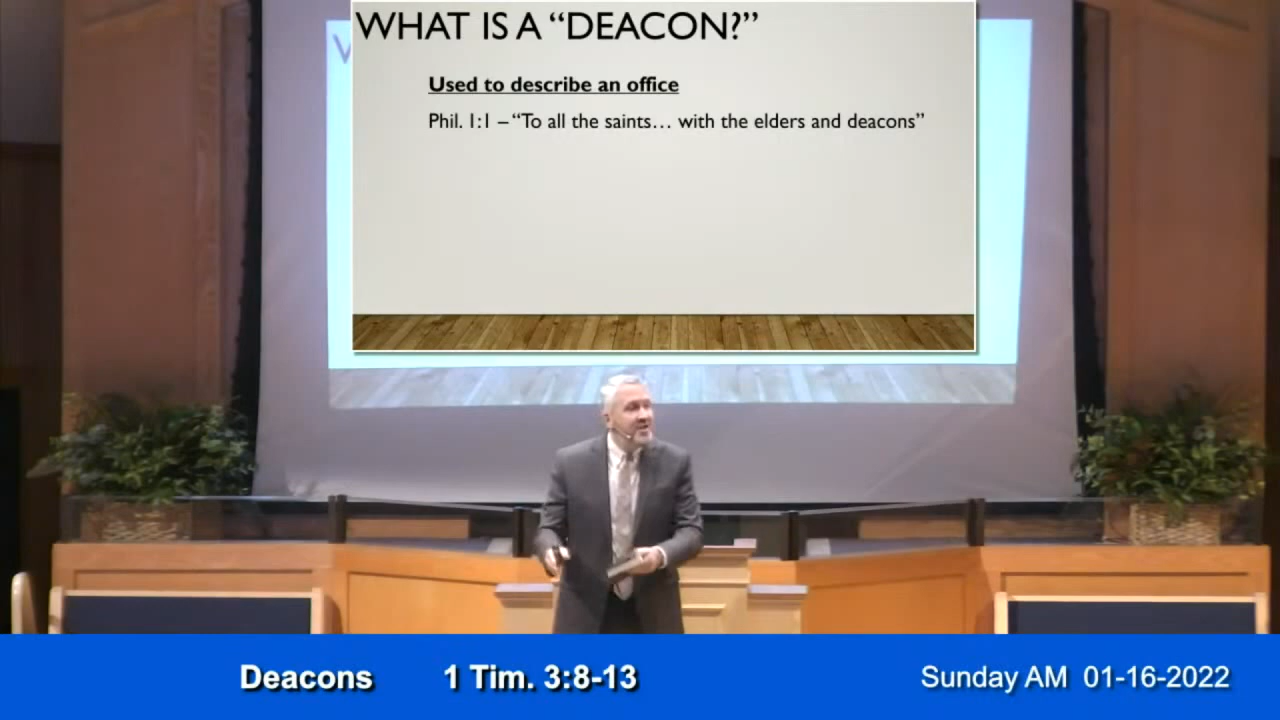 WHAT IS A “DEACON?”
Used to describe an office
Phil. 1:1 – “To all the saints… with the elders and deacons”
Deacons 1 Tim. 3:8-13 Sunday AM 01-16-2022